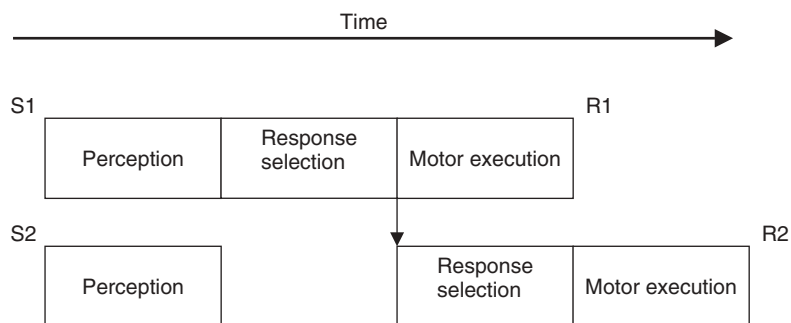 Time
S1
R1
Perception
Response
selection
Motor execution
S2
R2
Perception
Response
selection
Motor execution